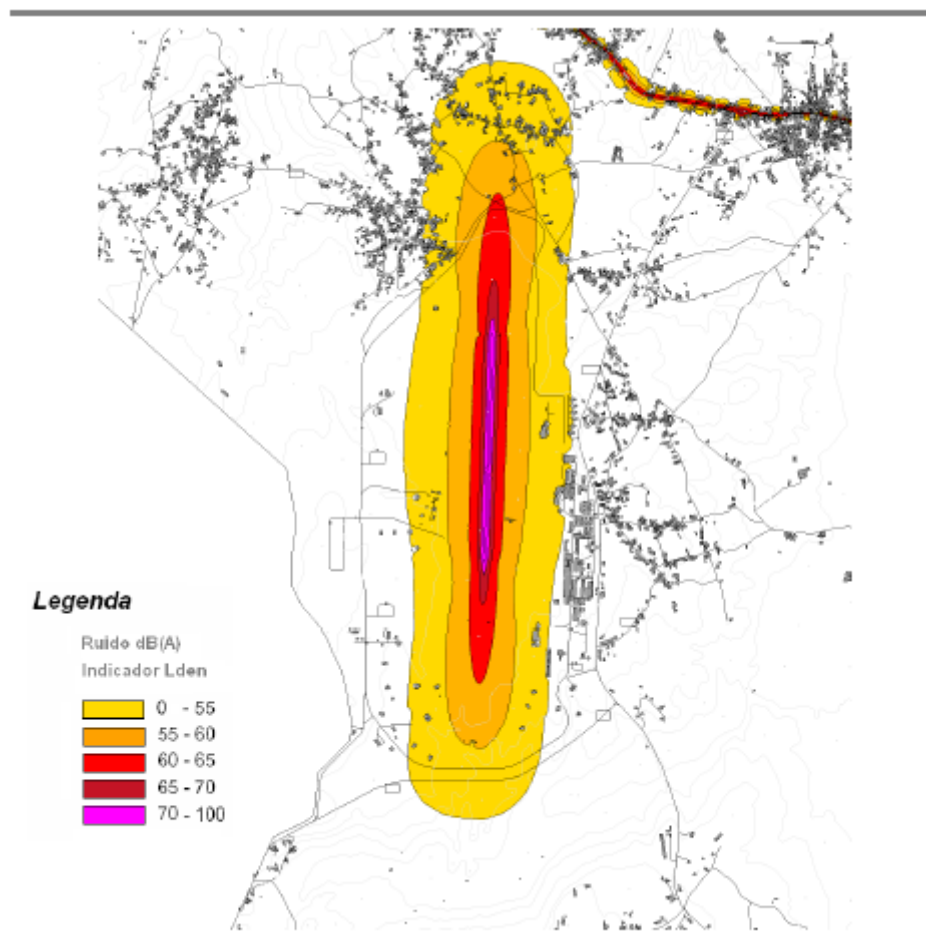 Legenda
Ruido dB(A)
Indicador Lden
0 - 55
55 - 60
60 - 65
65 - 70
70 - 100